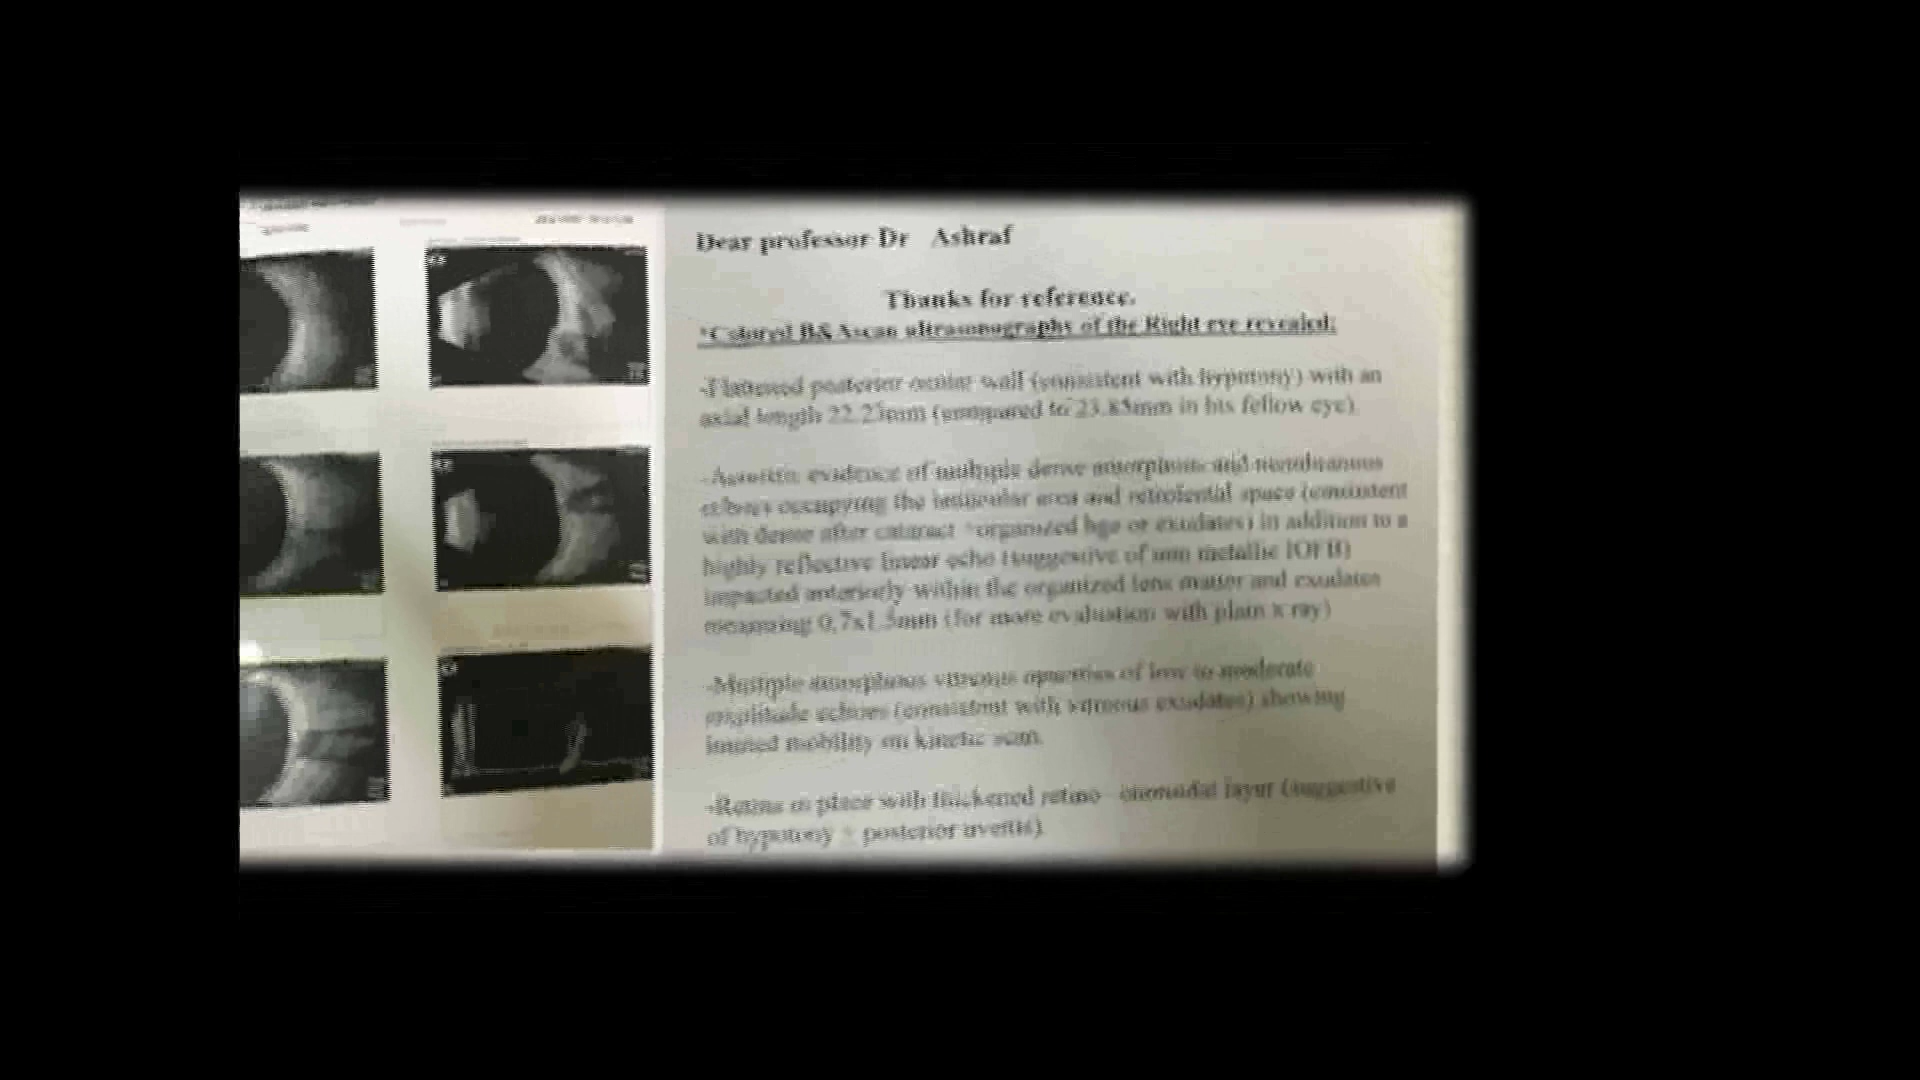 Dear professor Dr Ashraf
Thanks for reference.
*Colored B& A scan ultrasonography of the Right eye revealed:
-Flattened posterior ocular wall (consistent with hypotony) with an
axial length 22.23mm (compared to 23.85mm in his fellow eye)
evidence of multiple dense amorphous and membranous
echoes occupying the lenticular area and retrolental space (consistent
with dense after cataract +organized hge or exudates) in addition to a
highly reflective linear echo (suggestive of non metallic IOFB)
impacted anteriorly within the organized lens matter and exudates
measuring 0,7x1,5mm (for more evaluation with plain x ray)
-Multiple amorphous vitreous opacities of low to moderate
amplitude echoes (consistent with vitreous exudates) showing
limited mobility on kinetic scan.
-Retina in place with thickened retino choroidal layer (suggestive
of hypotony + posterior uveitis)